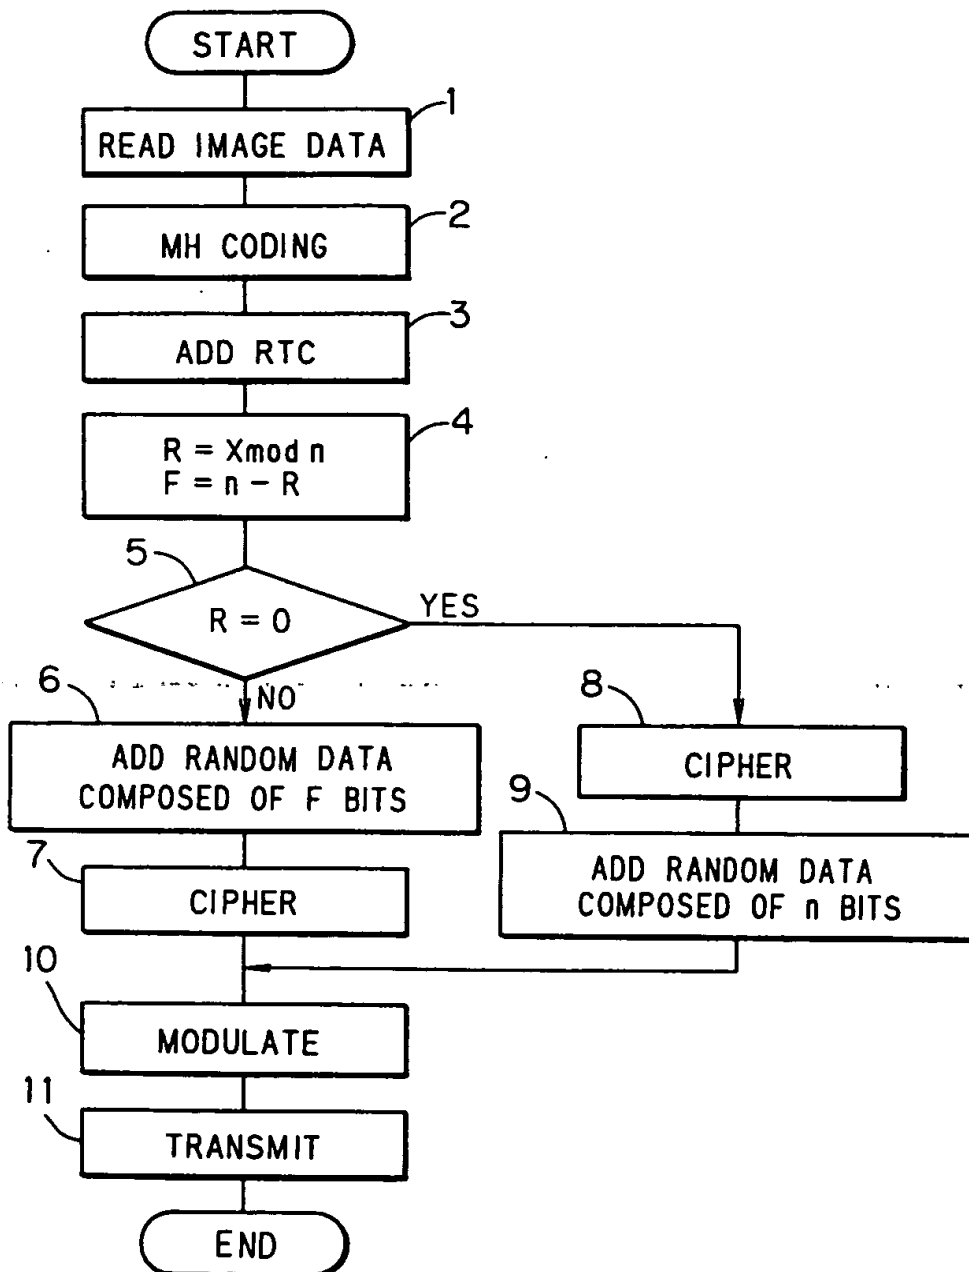 START
1
READ IMAGE DATA
2
MH CODING
3
ADD RTC
4
R = Xmod n
F = n - R
5
R = 0
YES
NO
6
ADD RANDOM DATA
COMPOSED OF F BITS
7
CIPHER
8
CIPHER
9
ADD RANDOM DATA
COMPOSED OF n BITS
10
MODULATE
11
TRANSMIT
END